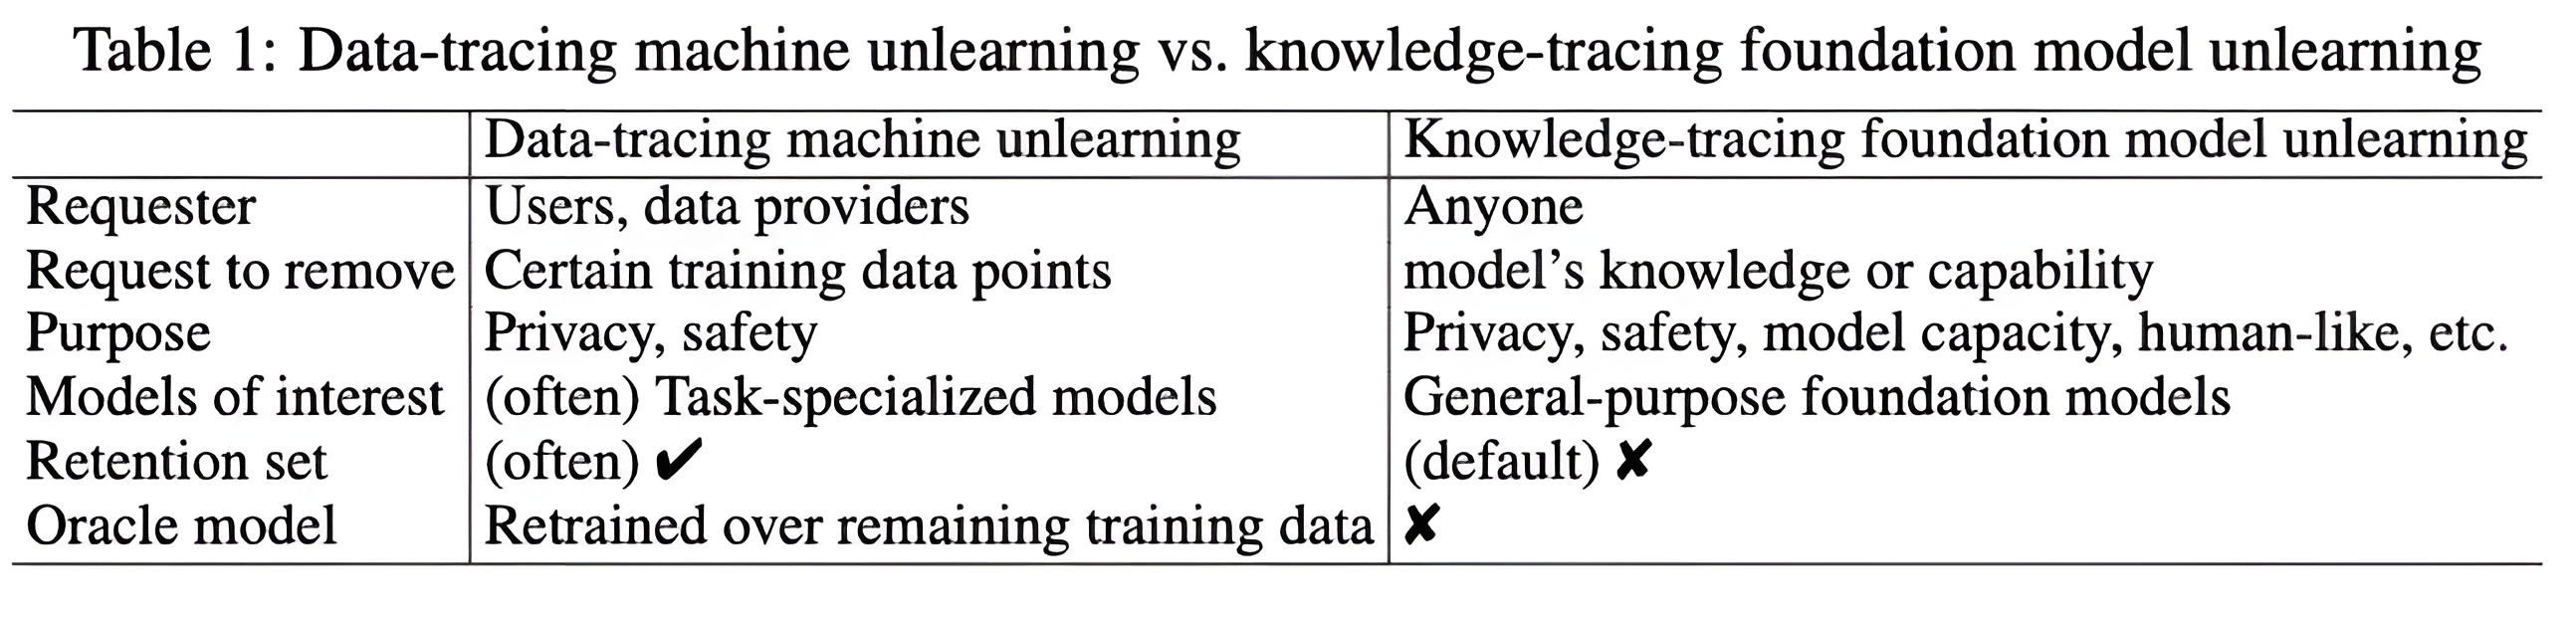 Table 1: Data-tracing machine unlearning vs. knowledge-tracing foundation model unlearning
Data-tracing machine unlearning Knowledge-tracing foundation model unlearning
Requester Users, data providers Anyone
Request to remove Certain training data points model's knowledge or capability
Purpose Privacy, safety Privacy, safety, model capacity, human-like, etc.
Models of interest (often) Task-specialized models General-purpose foundation models
Retention set (often) ✔ (default) ✘
Oracle model Retrained over remaining training data ✘